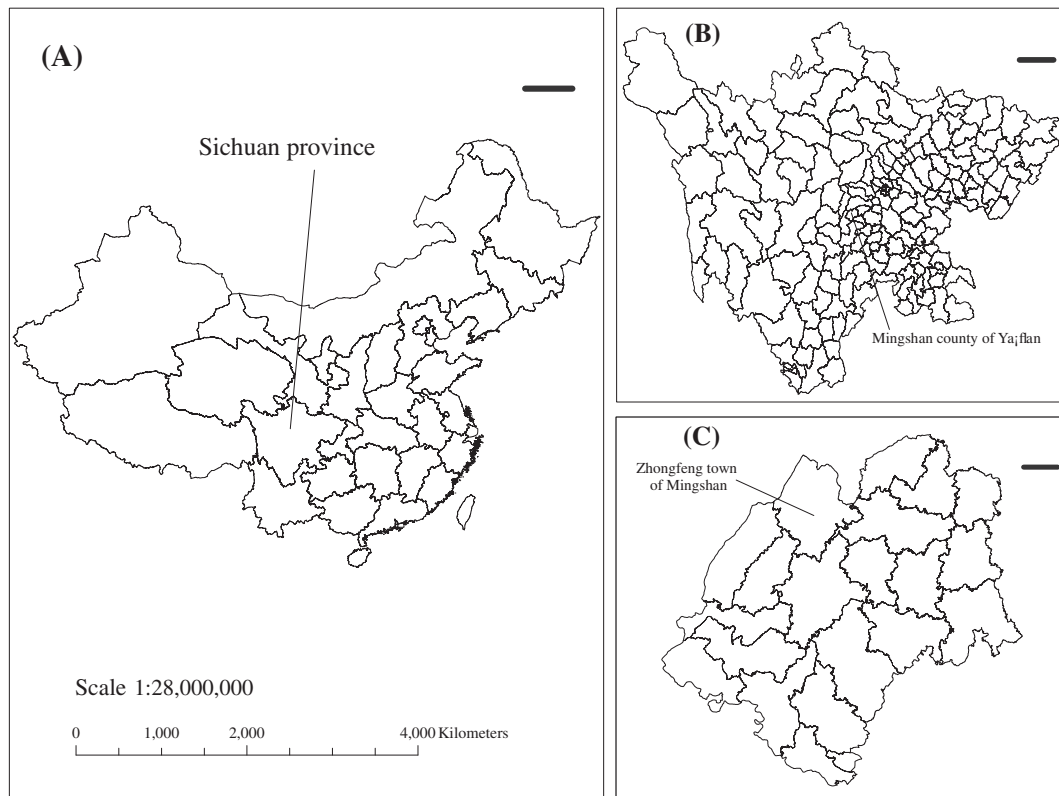 (A)
Sichuan province
Scale 1:28,000,000
0 1,000 2,000 4,000 Kilometers
(B)
Mingshan county of Ya¡flan
(C)
Zhongfeng town
of Mingshan